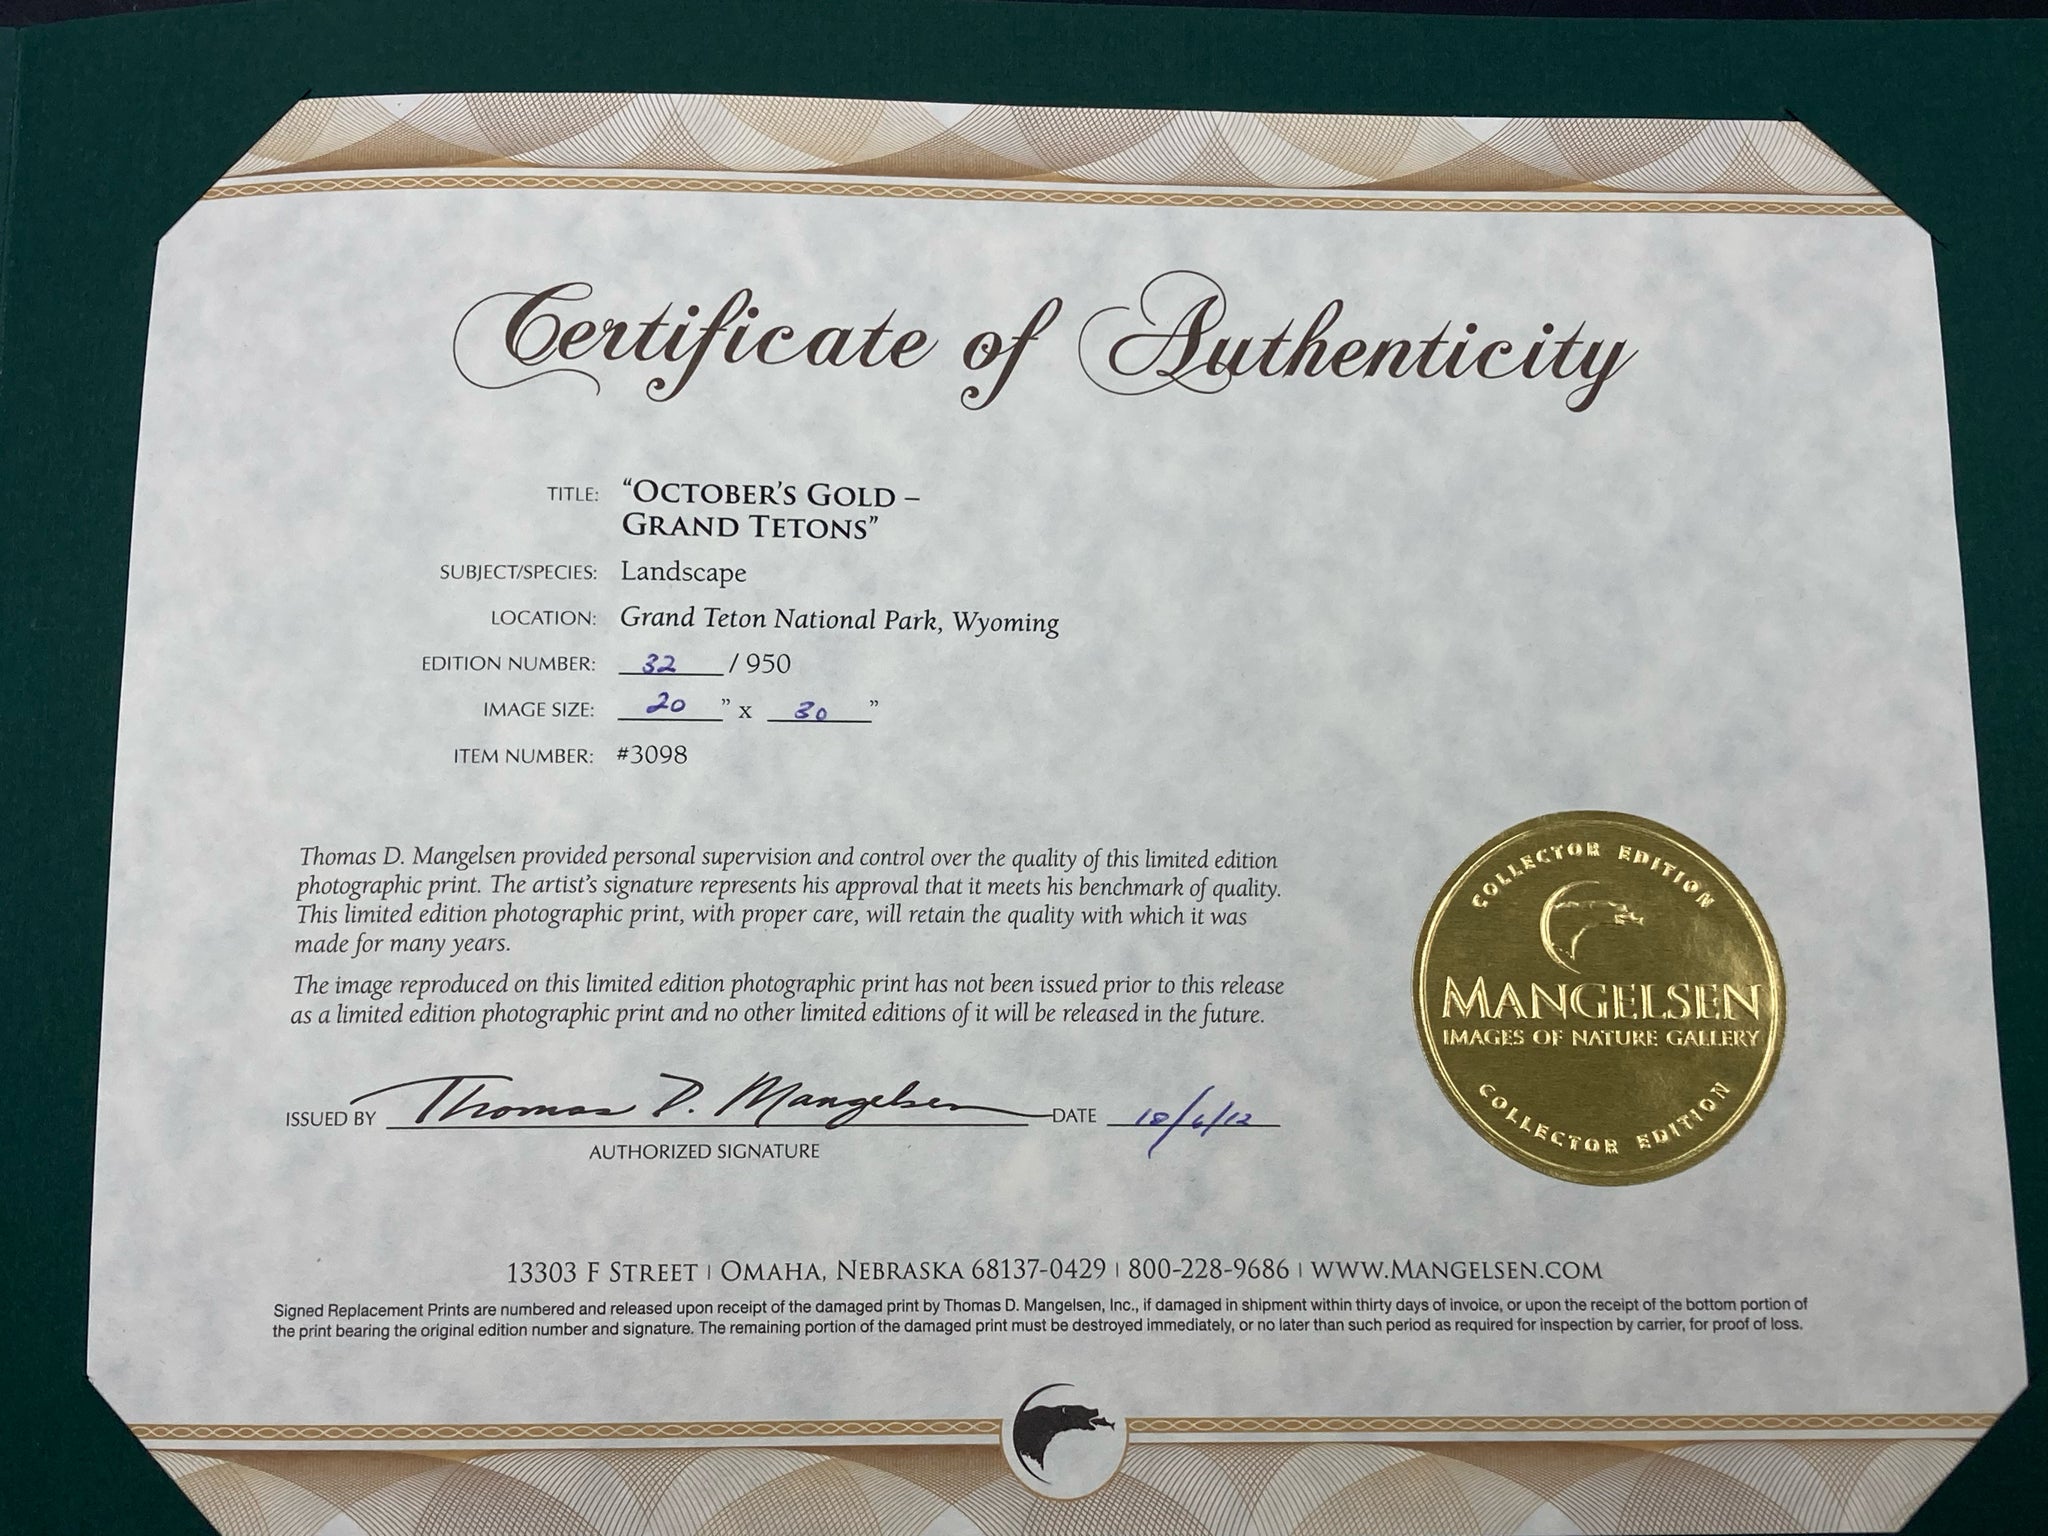 Certificate of Authenticity
TITLE: “OCTOBER’S GOLD –
GRAND TETONS”
SUBJECT/SPECIES: Landscape
LOCATION: Grand Teton National Park, Wyoming
EDITION NUMBER: 32 / 950
IMAGE SIZE: 20 ” x 30 ”
ITEM NUMBER: #3098
Thomas D. Mangelsen provided personal supervision and control over the quality of this limited edition
photographic print. The artist’s signature represents his approval that it meets his benchmark of quality.
This limited edition photographic print, with proper care, will retain the quality with which it was
made for many years.
The image reproduced on this limited edition photographic print has not been issued prior to this release
as a limited edition photographic print and no other limited editions of it will be released in the future.
ISSUED BY Thomas D. Mangelsen DATE 10/6/12
AUTHORIZED SIGNATURE
COLLECTOR EDITION
MANGELSEN
IMAGES OF NATURE GALLERY
COLLECTOR EDITION
13303 F STREET | OMAHA, NEBRASKA 68137-0429 | 800-228-9686 | WWW.MANGELSEN.COM
Signed Replacement Prints are numbered and released upon receipt of the damaged print by Thomas D. Mangelsen, Inc., if damaged in shipment within thirty days of invoice, or upon the receipt of the bottom portion of
the print bearing the original edition number and signature. The remaining portion of the damaged print must be destroyed immediately, or no later than such period as required for inspection by carrier, for proof of loss.